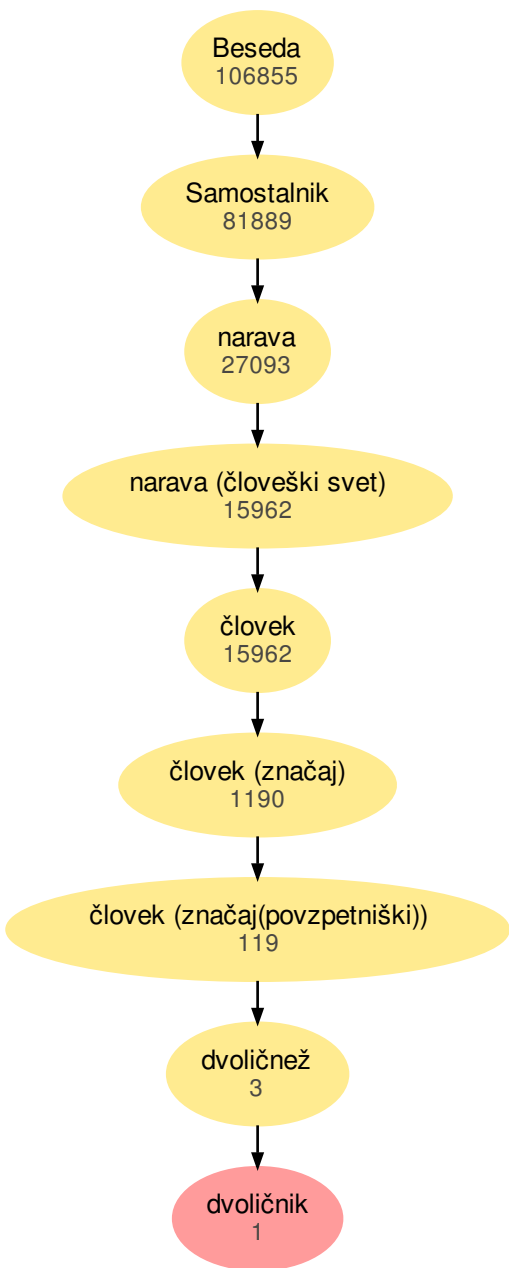 Beseda
106855
Samostalnik
81889
narava
27093
narava (človeški svet)
15962
človek
15962
človek (značaj)
1190
človek (značaj(povzpetniški))
119
dvoličnež
3
dvoličnik
1